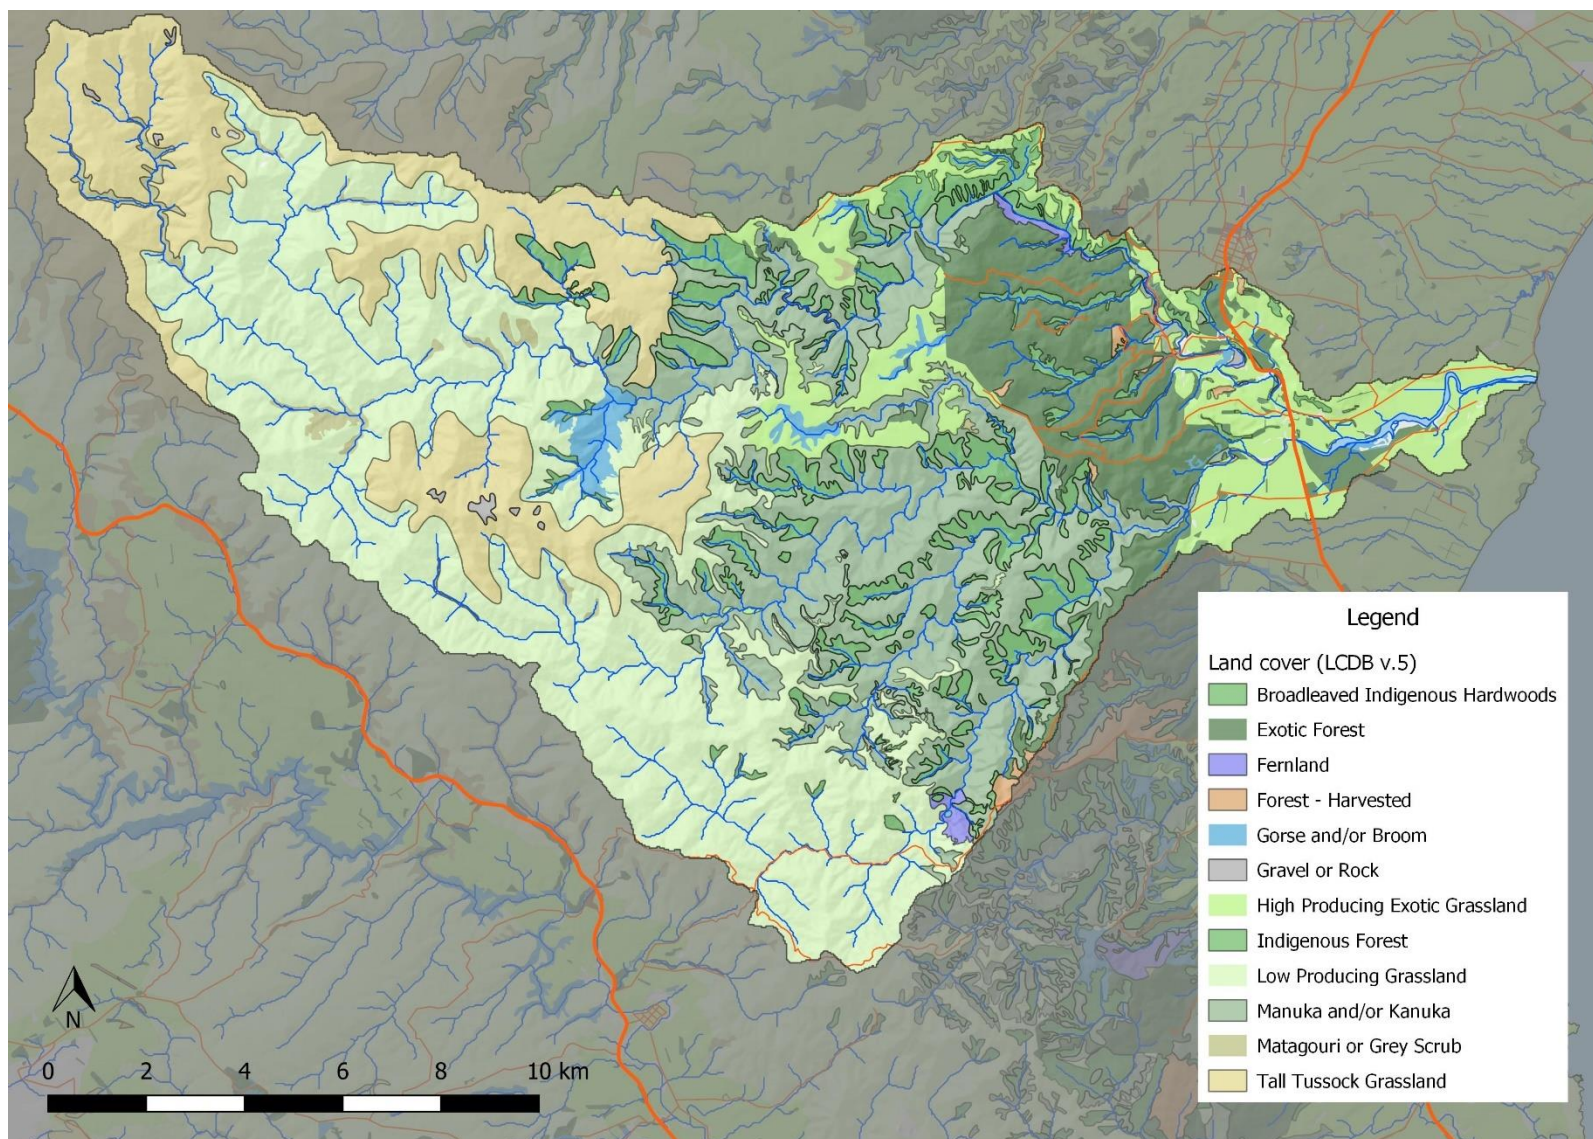 Legend
Land cover (LCDB v.5)
Broadleaved Indigenous Hardwoods
Exotic Forest
Fernland
Forest - Harvested
Gorse and/or Broom
Gravel or Rock
High Producing Exotic Grassland
Indigenous Forest
Low Producing Grassland
Manuka and/or Kanuka
Matagouri or Grey Scrub
Tall Tussock Grassland
N
0 2 4 6 8 10 km